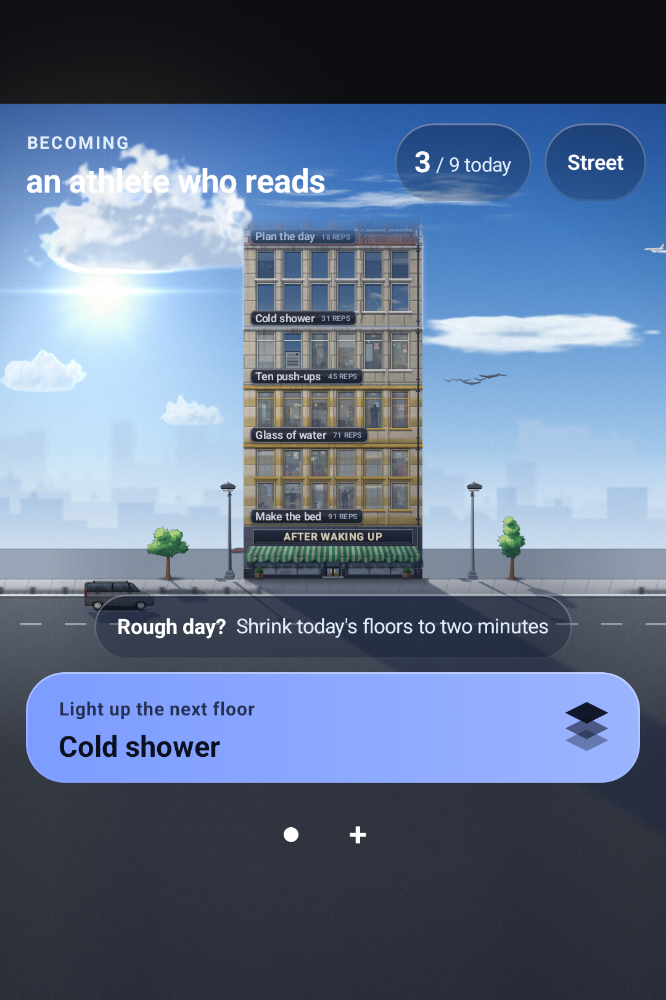 BECOMING
an athlete who reads
3 / 9 today
Street
Plan the day 18 REPS
Cold shower 31 REPS
Ten push-ups 45 REPS
Glass of water 71 REPS
Make the bed 91 REPS
AFTER WAKING UP
Rough day? Shrink today's floors to two minutes
Light up the next floor
Cold shower